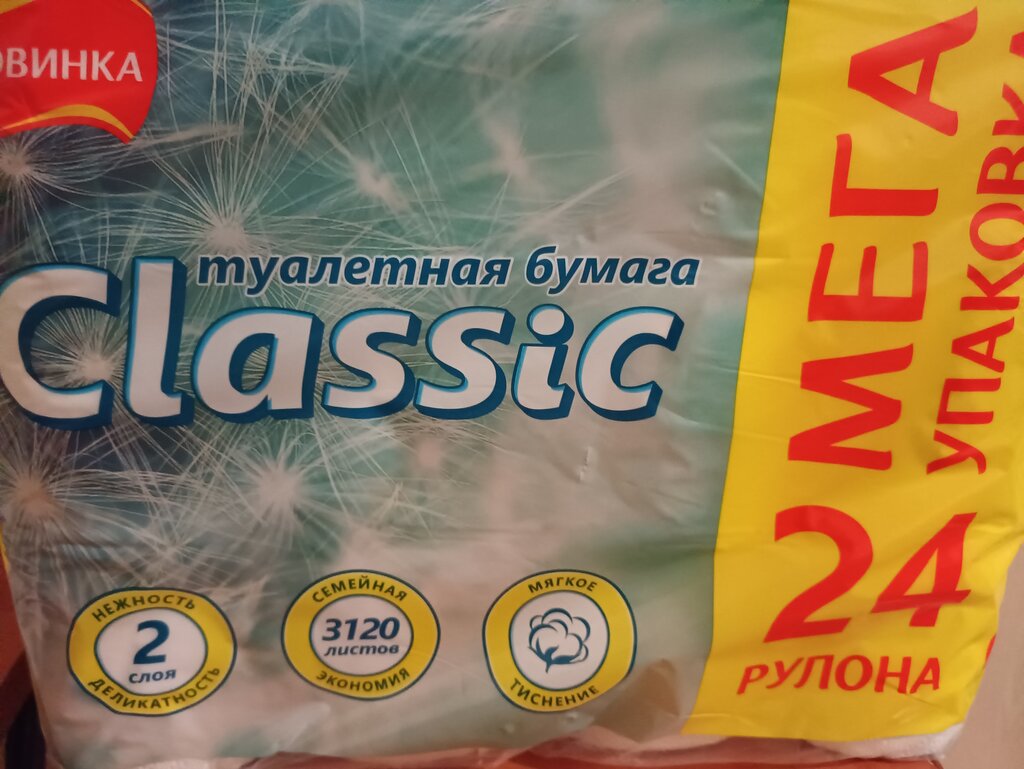 ОВИНКА
туалетная бумага
Classic
НЕЖНОСТЬ
2
слоя
ДЕЛИКАТНОСТЬ
СЕМЕЙНАЯ
3120
листов
ЭКОНОМИЯ
МЯГКОЕ
ТИСНЕНИЕ
МЕГА
УПАКОВКА
24
РУЛОНА